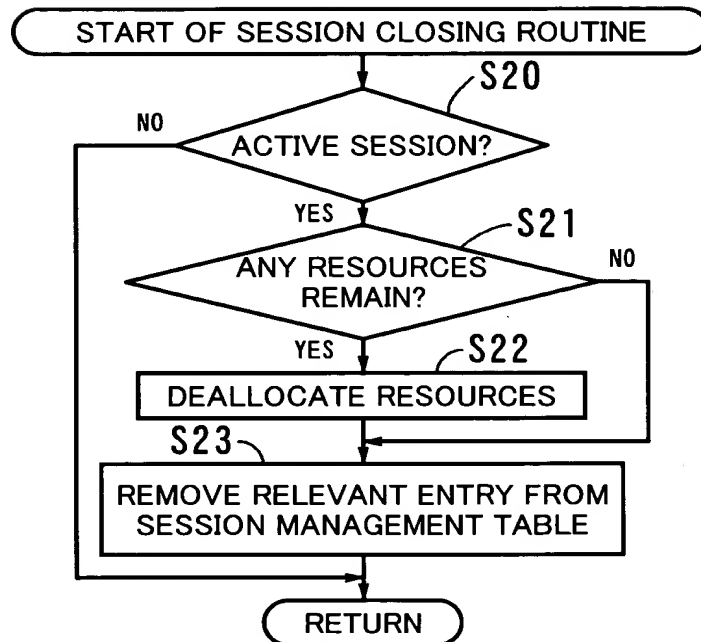 START OF SESSION CLOSING ROUTINE
S20
NO
ACTIVE SESSION?
YES
S21
ANY RESOURCES
REMAIN?
NO
YES
S22
DEALLOCATE RESOURCES
S23
REMOVE RELEVANT ENTRY FROM
SESSION MANAGEMENT TABLE
RETURN